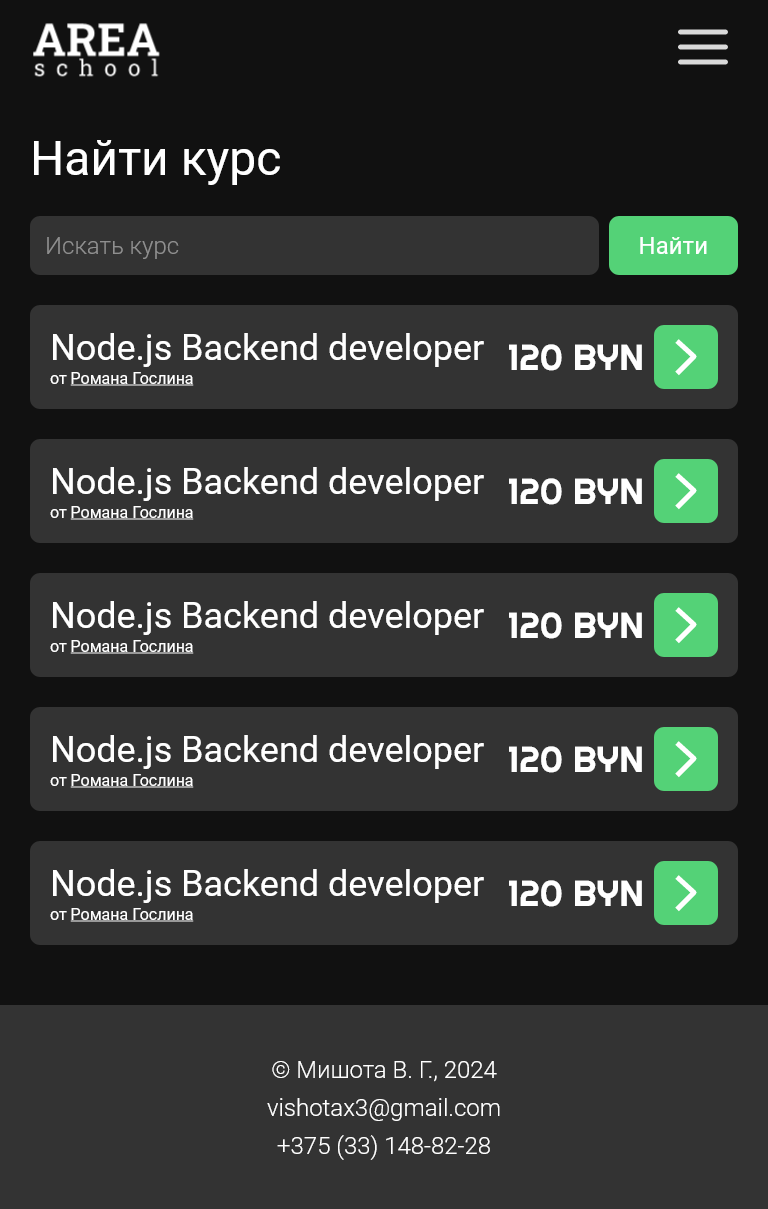 AREA
school
Найти курс
Искать курс
Найти
Node.js Backend developer
от Романа Гослина
120 BYN
Node.js Backend developer
от Романа Гослина
120 BYN
Node.js Backend developer
от Романа Гослина
120 BYN
Node.js Backend developer
от Романа Гослина
120 BYN
Node.js Backend developer
от Романа Гослина
120 BYN
© Мишота В. Г., 2024
vishotax3@gmail.com
+375 (33) 148-82-28